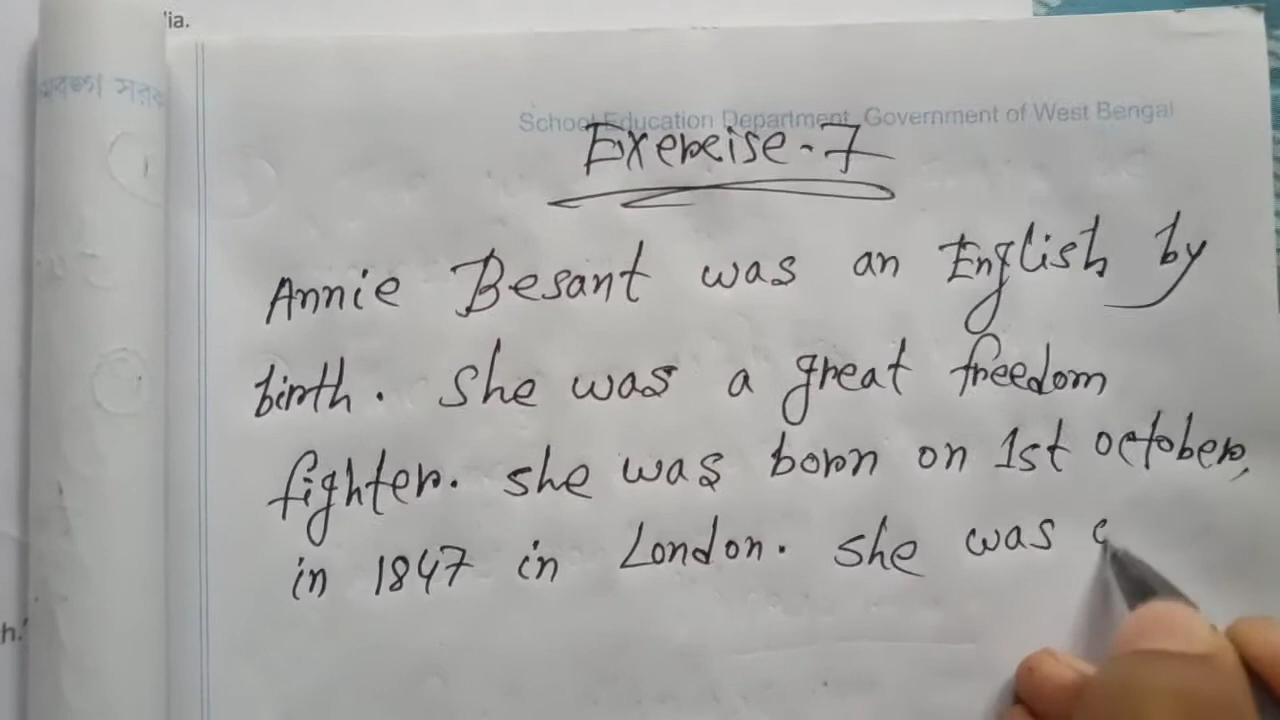 ia.
School Education Department, Government of West Bengal
Exercise-7
Annie Besant was an English by
birth. She was a great freedom
fighter. she was born on 1st october,
in 1847 in London. she was
h.'